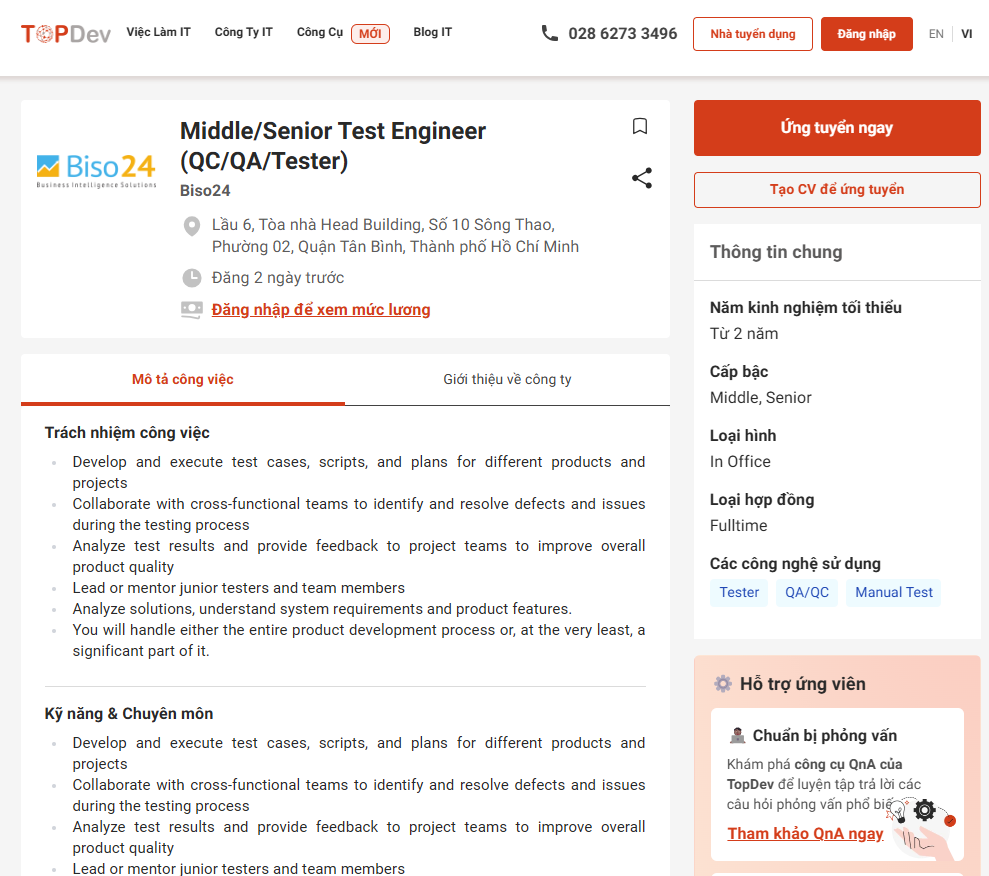 TOPDev
Việc Làm IT
Công Ty IT
Công Cụ MỚI
Blog IT
028 6273 3496
Nhà tuyển dụng
Đăng nhập
EN
VI
Biso24
Business Intelligence Solutions
Middle/Senior Test Engineer
(QC/QA/Tester)
Biso24
Lầu 6, Tòa nhà Head Building, Số 10 Sông Thao,
Phường 02, Quận Tân Bình, Thành phố Hồ Chí Minh
Đăng 2 ngày trước
Đăng nhập để xem mức lương
Mô tả công việc
Giới thiệu về công ty
Trách nhiệm công việc
Develop and execute test cases, scripts, and plans for different products and
projects
Collaborate with cross-functional teams to identify and resolve defects and issues
during the testing process
Analyze test results and provide feedback to project teams to improve overall
product quality
Lead or mentor junior testers and team members
Analyze solutions, understand system requirements and product features.
You will handle either the entire product development process or, at the very least, a
significant part of it.
Kỹ năng & Chuyên môn
Develop and execute test cases, scripts, and plans for different products and
projects
Collaborate with cross-functional teams to identify and resolve defects and issues
during the testing process
Analyze test results and provide feedback to project teams to improve overall
product quality
Lead or mentor junior testers and team members
Ứng tuyển ngay
Tạo CV để ứng tuyển
Thông tin chung
Năm kinh nghiệm tối thiểu
Từ 2 năm
Cấp bậc
Middle, Senior
Loại hình
In Office
Loại hợp đồng
Fulltime
Các công nghệ sử dụng
Tester
QA/QC
Manual Test
Hỗ trợ ứng viên
Chuẩn bị phỏng vấn
Khám phá công cụ QnA của
TopDev để luyện tập trả lời các
câu hỏi phỏng vấn phổ biế
Tham khảo QnA ngay